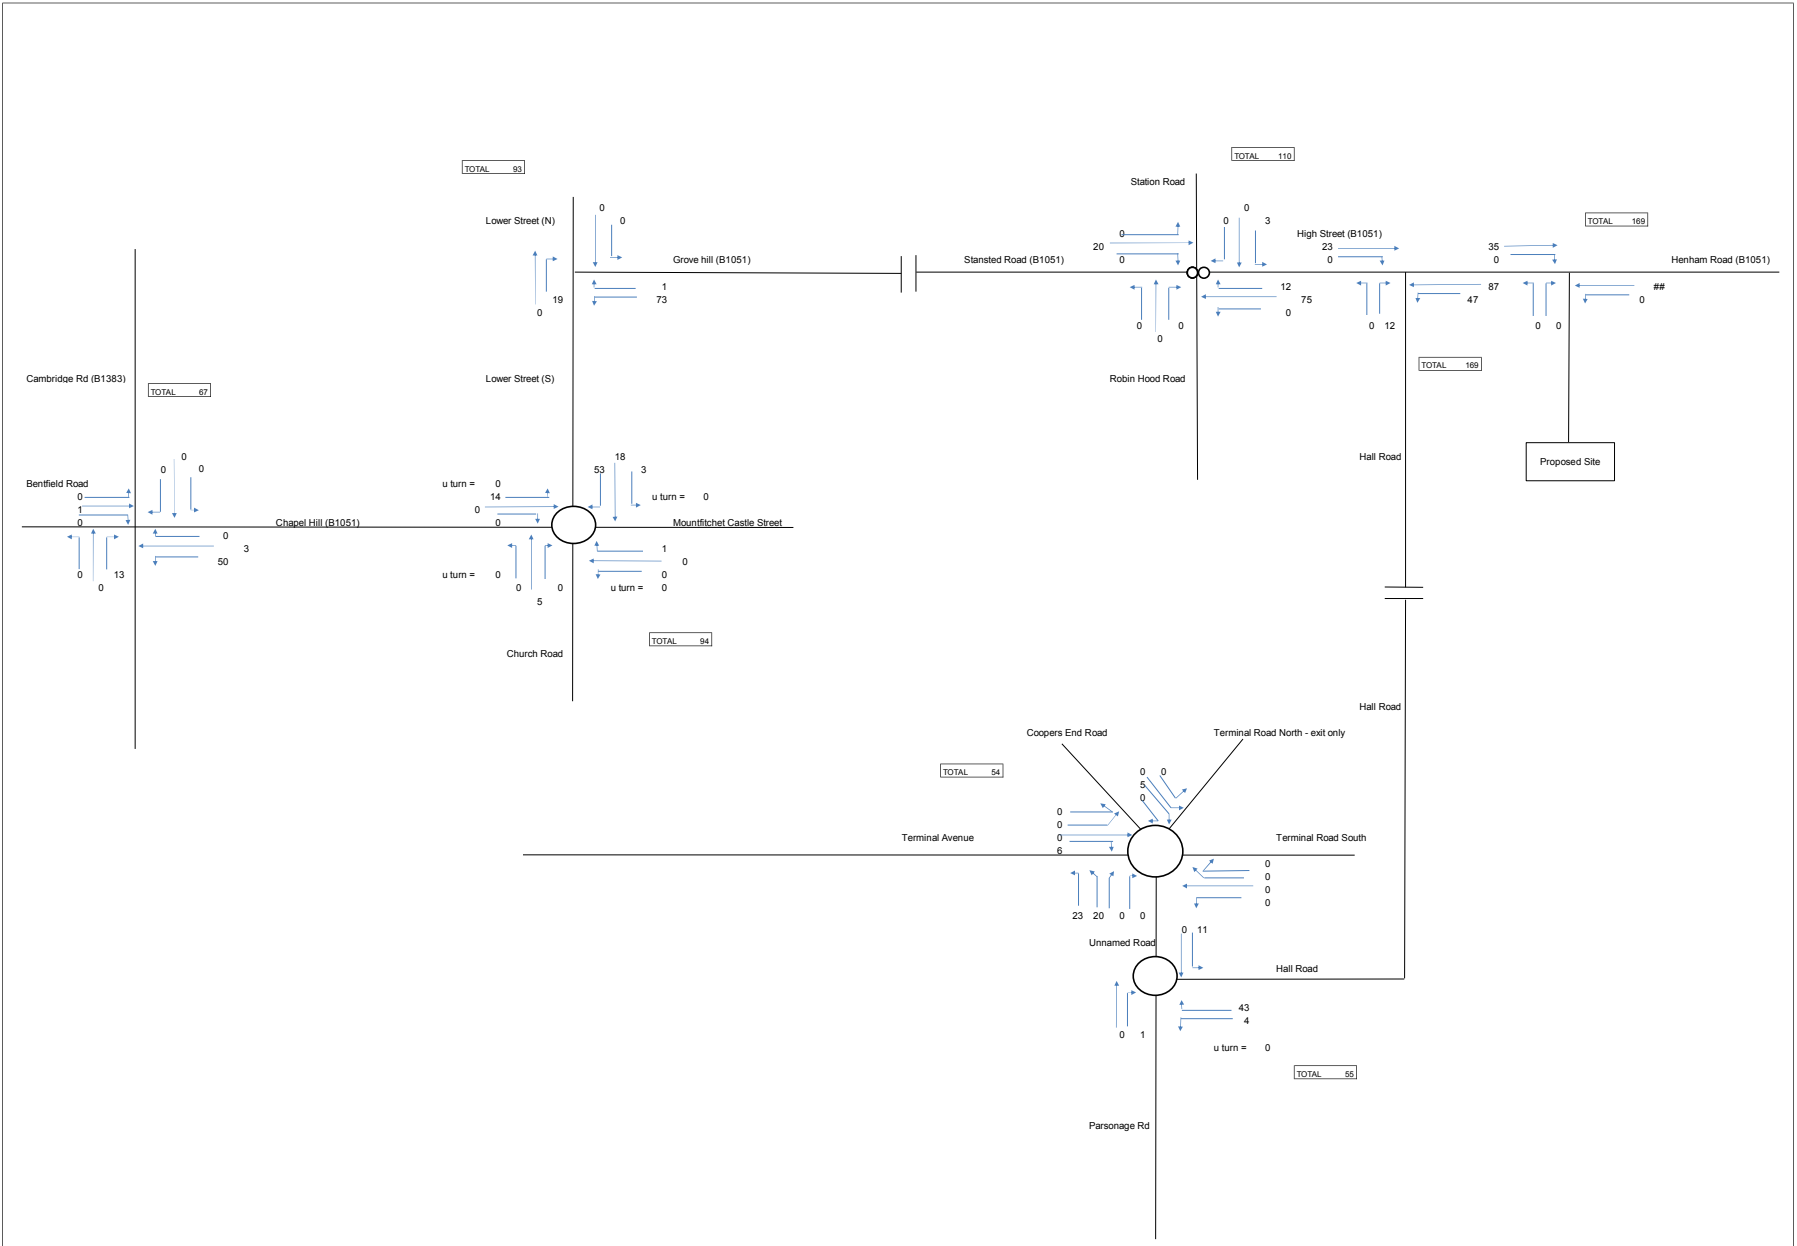 TOTAL 110
TOTAL 93
Station Road
Lower Street (N)
0
0
0
0 3
TOTAL 169
High Street (B1051)
0
20
0
23
0
35
0
Grove hill (B1051)
Stansted Road (B1051)
Henham Road (B1051)
19
0
1
73
12
75
0
0 0
0
0 12
87
47
0 0
##
0
Cambridge Rd (B1383)
TOTAL 67
Lower Street (S)
Robin Hood Road
TOTAL 169
Hall Road
Proposed Site
Bentfield Road
0
1
0
0
0
0
u turn = 0
14
0
0
18
53 3
u turn = 0
Chapel Hill (B1051)
Mountfitchet Castle Street
0
3
50
0 13
0
u turn = 0
0 0
5
1
0
0
u turn = 0
TOTAL 94
Church Road
Hall Road
Coopers End Road
Terminal Road North - exit only
TOTAL 54
0 0
5
0
0
0
0
6
Terminal Avenue
Terminal Road South
0
0
0
0
23 20 0 0
0 11
Unnamed Road
Hall Road
0 1
43
4
u turn = 0
TOTAL 55
Parsonage Rd